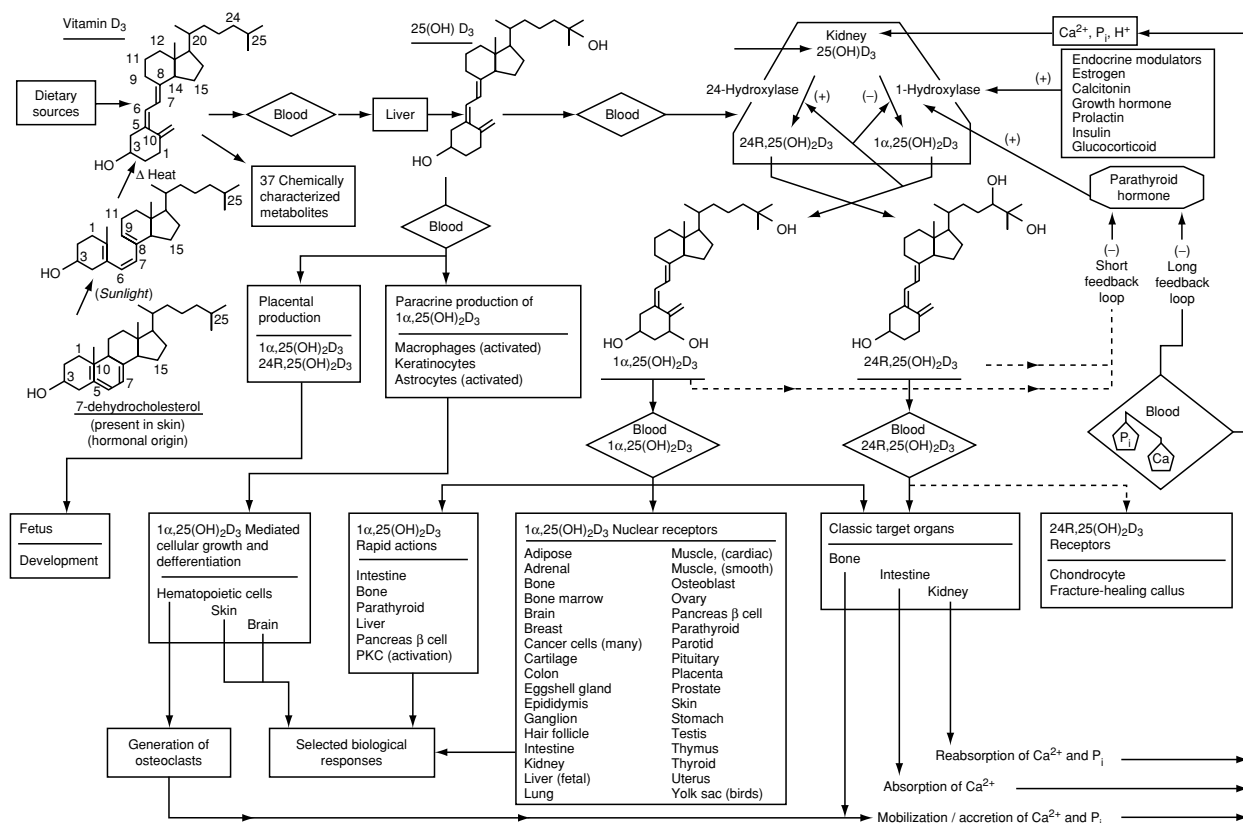 Vitamin D3
24
25
20
12
11
9
8
14
15
7
6
5
10
3
1
HO
Dietary
sources
Δ Heat
37 Chemically
characterized
metabolites
25
11
1
9
15
8
3
7
6
HO
(Sunlight)
25
1
10
15
3
7
5
HO
7-dehydrocholesterol
(present in skin)
(hormonal origin)
Blood
Liver
25(OH) D3
OH
HO
Blood
Kidney
25(OH)D3
24-Hydroxylase
1-Hydroxylase
(+)
(–)
24R,25(OH)2D3
1α,25(OH)2D3
Ca2+, Pi, H+
(+)
Endocrine modulators
Estrogen
Calcitonin
Growth hormone
Prolactin
Insulin
Glucocorticoid
(+)
Parathyroid
hormone
(–)
Short
feedback
loop
(–)
Long
feedback
loop
Blood
Pi
Ca
Blood
Placental
production
1α,25(OH)2D3
24R,25(OH)2D3
Paracrine production of
1α,25(OH)2D3
Macrophages (activated)
Keratinocytes
Astrocytes (activated)
OH
HO
OH
1α,25(OH)2D3
OH
OH
HO
24R,25(OH)2D3
Blood
1α,25(OH)2D3
Blood
24R,25(OH)2D3
Fetus
Development
1α,25(OH)2D3 Mediated
cellular growth and
defferentiation
Hematopoietic cells
Skin
Brain
1α,25(OH)2D3
Rapid actions
Intestine
Bone
Parathyroid
Liver
Pancreas β cell
PKC (activation)
1α,25(OH)2D3 Nuclear receptors
Adipose
Adrenal
Bone
Bone marrow
Brain
Breast
Cancer cells (many)
Cartilage
Colon
Eggshell gland
Epididymis
Ganglion
Hair follicle
Intestine
Kidney
Liver (fetal)
Lung
Muscle, (cardiac)
Muscle, (smooth)
Osteoblast
Ovary
Pancreas β cell
Parathyroid
Parotid
Pituitary
Placenta
Prostate
Skin
Stomach
Testis
Thymus
Thyroid
Uterus
Yolk sac (birds)
Classic target organs
Bone
Intestine
Kidney
24R,25(OH)2D3
Receptors
Chondrocyte
Fracture-healing callus
Generation of
osteoclasts
Selected biological
responses
Reabsorption of Ca2+ and Pi
Absorption of Ca2+
Mobilization / accretion of Ca2+ and Pi